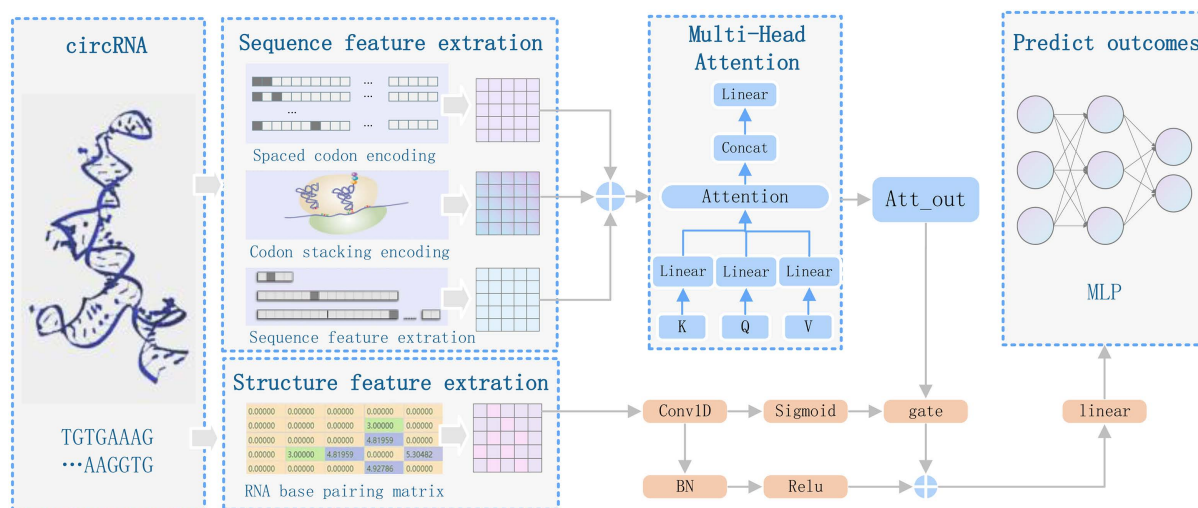 circRNA
TGTGAAAG
…AAGGTG
Sequence feature extration
...
...
...
Spaced codon encoding
Codon stacking encoding
......
Sequence feature extration
Structure feature extration
0.00000 0.00000 0.00000 0.00000 0.00000
0.00000 0.00000 0.00000 3.00000 0.00000
0.00000 0.00000 0.00000 4.81959 0.00000
0.00000 3.00000 4.81959 0.00000 5.30482
0.00000 0.00000 0.00000 4.92786 0.00000
RNA base pairing matrix
Multi-Head
Attention
Linear
Concat
Attention
Linear Linear Linear
K Q V
Att_out
Predict outcomes
MLP
Conv1D Sigmoid gate linear
BN Relu